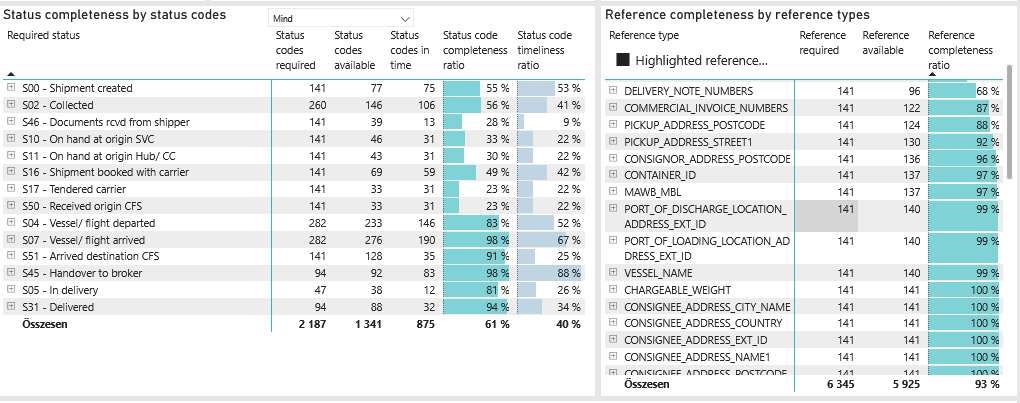 Status completeness by status codes
Mind
Required status
Status codes required
Status codes available
Status codes in time
Status code completeness ratio
Status code timeliness ratio
S00 - Shipment created 141 77 75 55 % 53 %
S02 - Collected 260 146 106 56 % 41 %
S46 - Documents rcvd from shipper 141 39 13 28 % 9 %
S10 - On hand at origin SVC 141 46 31 33 % 22 %
S11 - On hand at origin Hub/ CC 141 43 31 30 % 22 %
S16 - Shipment booked with carrier 141 69 59 49 % 42 %
S17 - Tendered carrier 141 33 31 23 % 22 %
S50 - Received origin CFS 141 33 31 23 % 22 %
S04 - Vessel/ flight departed 282 233 146 83 % 52 %
S07 - Vessel/ flight arrived 282 276 190 98 % 67 %
S51 - Arrived destination CFS 141 128 35 91 % 25 %
S45 - Handover to broker 94 92 83 98 % 88 %
S05 - In delivery 47 38 12 81 % 26 %
S31 - Delivered 94 88 32 94 % 34 %
Összesen 2 187 1 341 875 61 % 40 %
Reference completeness by reference types
Reference type
Reference required
Reference available
Reference completeness ratio
Highlighted reference...
DELIVERY_NOTE_NUMBERS 141 96 68 %
COMMERCIAL_INVOICE_NUMBERS 141 122 87 %
PICKUP_ADDRESS_POSTCODE 141 124 88 %
PICKUP_ADDRESS_STREET1 141 130 92 %
CONSIGNOR_ADDRESS_POSTCODE 141 136 96 %
CONTAINER_ID 141 137 97 %
MAWB_MBL 141 137 97 %
PORT_OF_DISCHARGE_LOCATION_ 141 140 99 %
ADDRESS_EXT_ID
PORT_OF_LOADING_LOCATION_AD 141 140 99 %
DRESS_EXT_ID
VESSEL_NAME 141 140 99 %
CHARGEABLE_WEIGHT 141 141 100 %
CONSIGNEE_ADDRESS_CITY_NAME 141 141 100 %
CONSIGNEE_ADDRESS_COUNTRY 141 141 100 %
CONSIGNEE_ADDRESS_EXT_ID 141 141 100 %
CONSIGNEE_ADDRESS_NAME1 141 141 100 %
CONSIGNEE_ADDRESS_POSTCODE 141 141 100 %
Összesen 6 345 5 925 93 %